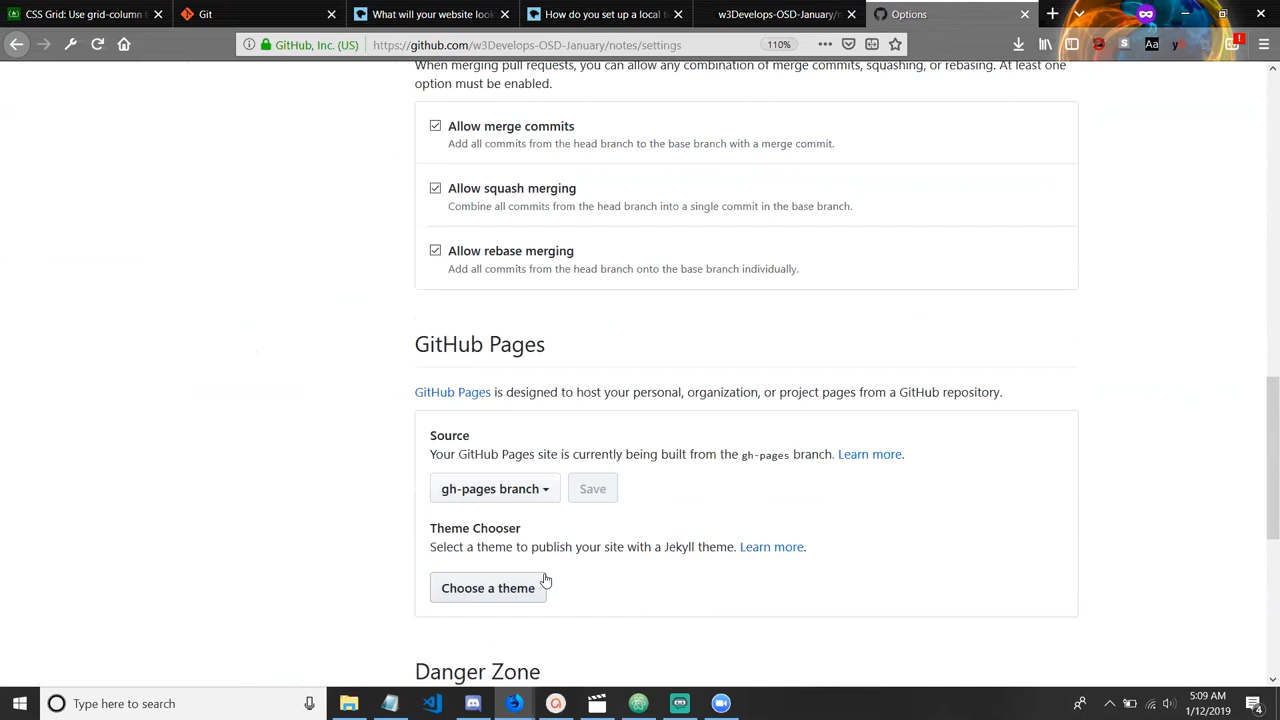 CSS Grid: Use grid-column t
Git
What will your website look
How do you set up a local t
w3Develops-OSD-January/n
Options
GitHub, Inc. (US)
https://github.com/w3Develops-OSD-January/notes/settings
110%
When merging pull requests, you can allow any combination of merge commits, squashing, or rebasing. At least one
option must be enabled.
Allow merge commits
Add all commits from the head branch to the base branch with a merge commit.
Allow squash merging
Combine all commits from the head branch into a single commit in the base branch.
Allow rebase merging
Add all commits from the head branch onto the base branch individually.
GitHub Pages
GitHub Pages is designed to host your personal, organization, or project pages from a GitHub repository.
Source
Your GitHub Pages site is currently being built from the gh-pages branch. Learn more.
gh-pages branch
Save
Theme Chooser
Select a theme to publish your site with a Jekyll theme. Learn more.
Choose a theme
Danger Zone
Type here to search
5:09 AM
1/12/2019
4